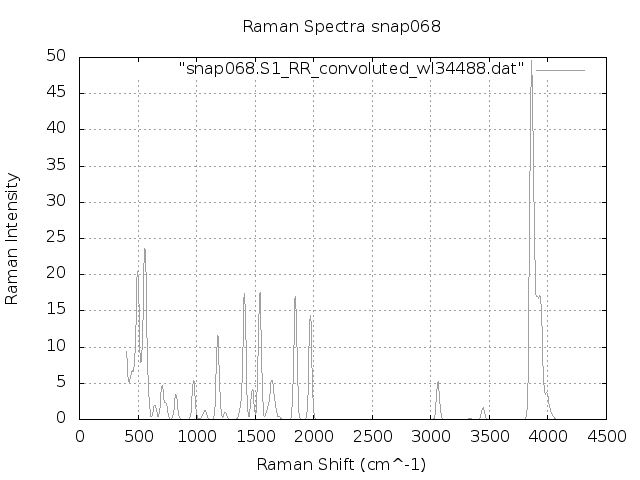 Raman Spectra snap068
"snap068.S1_RR_convoluted_wl34488.dat"
50
45
40
35
30
25
20
15
10
5
0
Raman Intensity
0 500 1000 1500 2000 2500 3000 3500 4000 4500
Raman Shift (cm^-1)